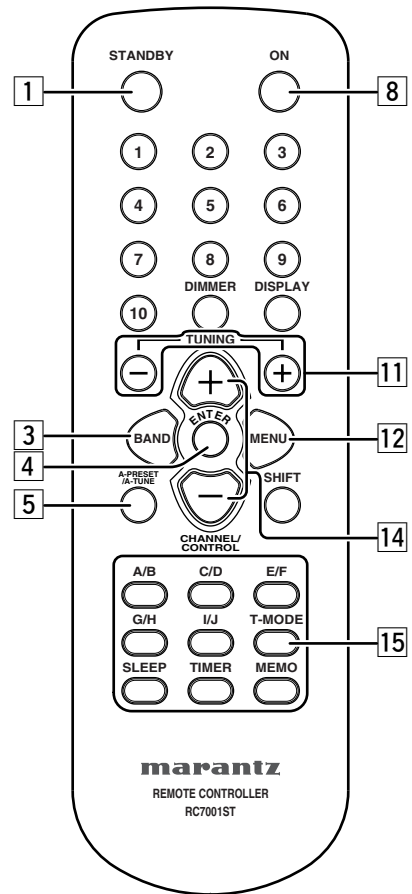 STANDBY ON
1 8
1 2 3
4 5 6
7 8 9
DIMMER DISPLAY
10
TUNING
− +
11
+
ENTER
3 BAND MENU 12
4
A-PRESET
/A-TUNE
SHIFT
5
−
14
CHANNEL/
CONTROL
A/B C/D E/F
G/H I/J T-MODE
15
SLEEP TIMER MEMO
marantz
REMOTE CONTROLLER
RC7001ST